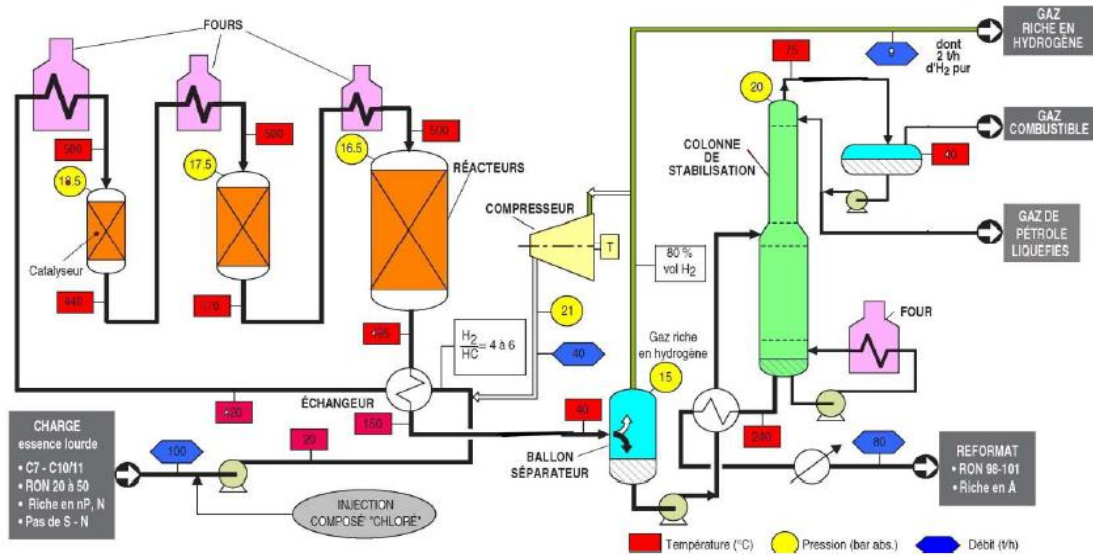 FOURS
500
18.5
Catalyseur
440
500
17.5
470
500
16.5
RÉACTEURS
495
H2
HC
= 4 à 6
ÉCHANGEUR
150
20
100
CHARGE
essence lourde
• C7 - C10/11
• RON 20 à 50
• Riche en nP, N
• Pas de S - N
INJECTION
COMPOSÉ "CHLORÉ"
COMPRESSEUR
T
21
40
80 %
vol H2
Gaz riche
en hydrogène
15
40
BALLON
SÉPARATEUR
dont
2 t/h
d'H2 pur
75
20
COLONNE
DE
STABILISATION
40
FOUR
240
80
GAZ
RICHE EN
HYDROGÈNE
GAZ
COMBUSTIBLE
GAZ DE
PÉTROLE
LIQUEFIÉS
REFORMAT
• RON 98-101
• Riche en A
Température (°C)
Pression (bar abs.)
Débit (t/h)